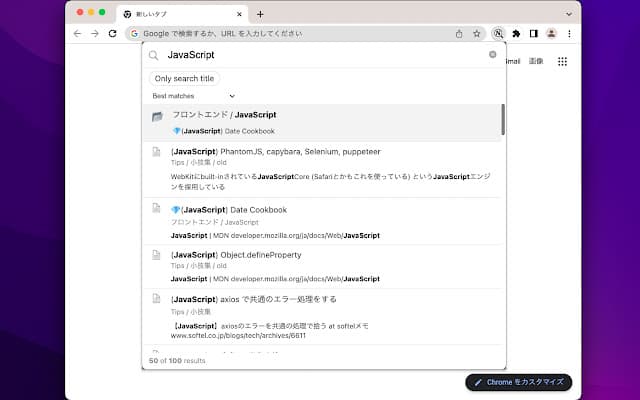 新しいタブ
Google で検索するか、URL を入力してください
Gmail 画像
JavaScript
Only search title
Best matches
フロントエンド / JavaScript
💎(JavaScript) Date Cookbook
(JavaScript) PhantomJS, capybara, Selenium, puppeteer
Tips / 小技集 / old
WebKitにbuilt-inされているJavaScriptCore (Safariとかもこれを使っている) というJavaScriptエンジ
ンを採用している
💎(JavaScript) Date Cookbook
フロントエンド / JavaScript
JavaScript | MDN developer.mozilla.org/ja/docs/Web/JavaScript
(JavaScript) Object.defineProperty
Tips / 小技集 / old
JavaScript | MDN developer.mozilla.org/ja/docs/Web/JavaScript
(JavaScript) axios で共通のエラー処理をする
Tips / 小技集
【JavaScript】axiosのエラーを共通の処理で拾う at softelメモ
www.softel.co.jp/blogs/tech/archives/6811
50 of 100 results
Chrome をカスタマイズ